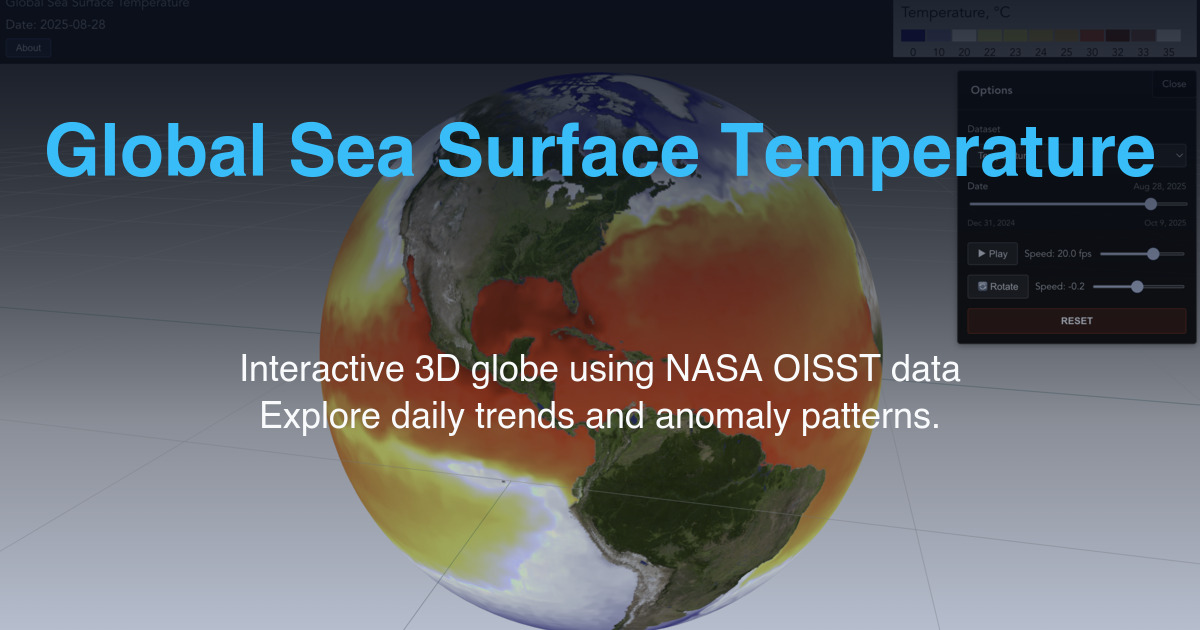 Global Sea Surface Temperature
Date: 2025-08-28
About
Temperature, °C
0 10 20 22 23 24 25 30 32 33 35
Close
Options
Global Sea Surface Temperature
Dataset
Date Aug 28, 2025
Dec 31, 2024 Oct 9, 2025
Play Speed: 20.0 fps
Rotate Speed: -0.2
RESET
Interactive 3D globe using NASA OISST data
Explore daily trends and anomaly patterns.